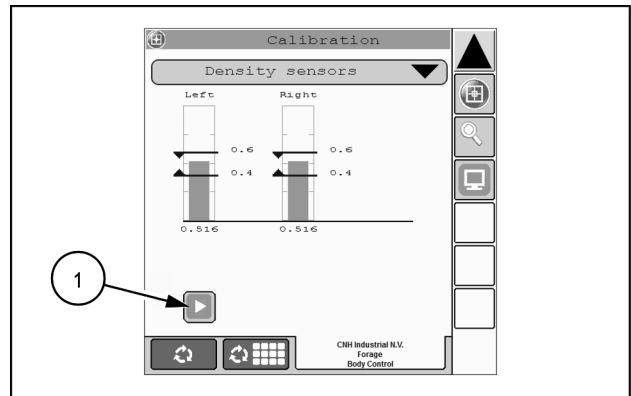 Calibration
Density sensors
Left Right
0.6 0.6
0.4 0.4
0.516 0.516
1
CNH Industrial N.V.
Forage
Body Control